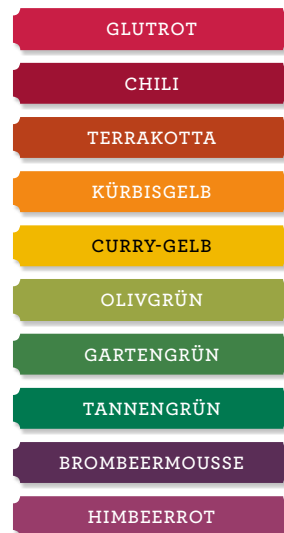 GLUTROT
CHILI
TERRAKOTTA
KÜRBISGELB
CURRY-GELB
OLIVGRÜN
GARTENGRÜN
TANNENGRÜN
BROMBEERMOUSSE
HIMBEERROT